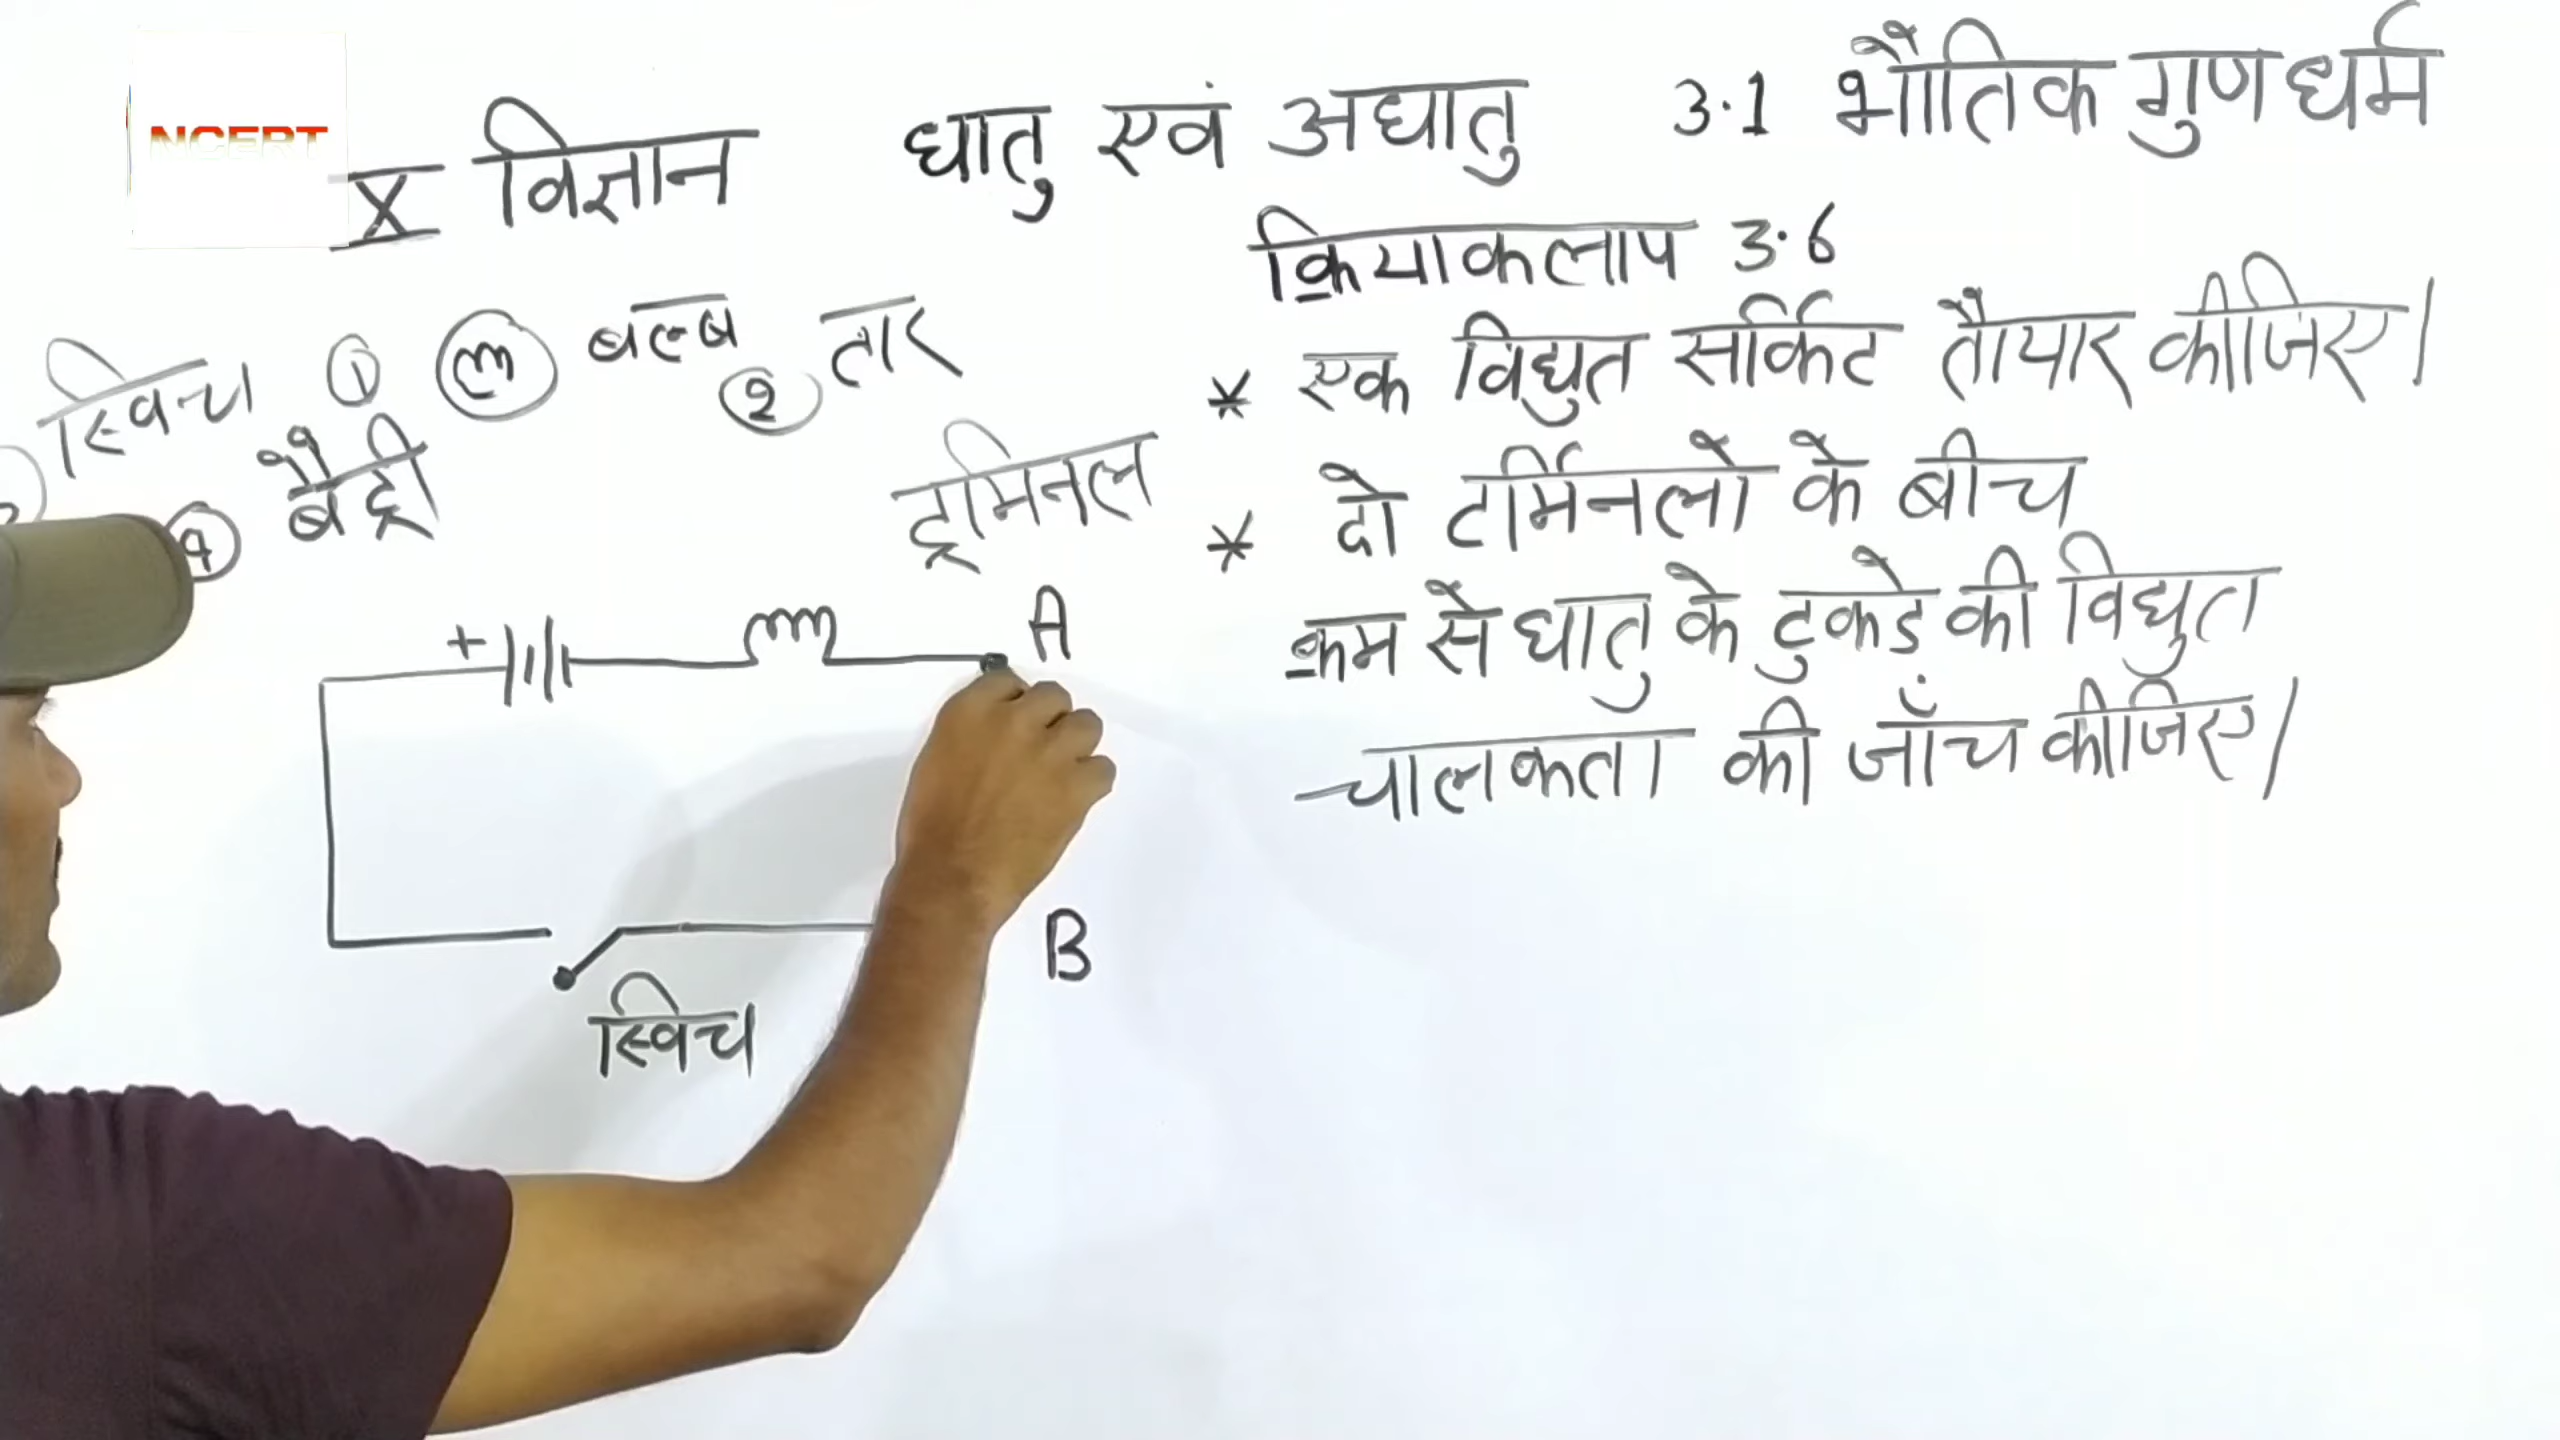 NCERT
X विज्ञान धातु एवं अधातु 3.1 भौतिक गुणधर्म
क्रियाकलाप 3.6
स्विच ① बल्ब ② तार
बैट्री
ट्रमिनल
* एक विद्युत सर्किट तैयार कीजिए।
* दो टर्मिनलो के बीच
क्रम से धातु के टुकड़े की विद्युत
चालकता की जाँच कीजिए।
+ A
B
स्विच